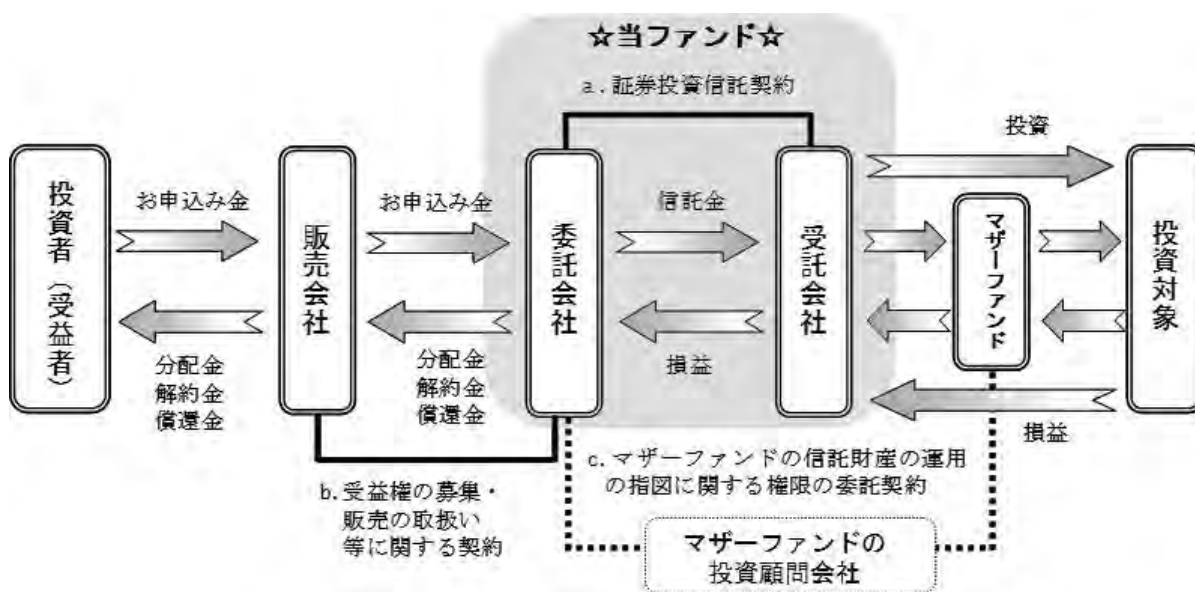 ☆当ファンド☆
a.証券投資信託契約
投資者（受益者）
お申込み金
分配金
解約金
償還金
販売会社
お申込み金
分配金
解約金
償還金
委託会社
信託金
損益
受託会社
投資
マザーファンド
損益
投資対象
b.受益権の募集・
販売の取扱い
等に関する契約
c.マザーファンドの信託財産の運用
の指図に関する権限の委託契約
マザーファンドの
投資顧問会社